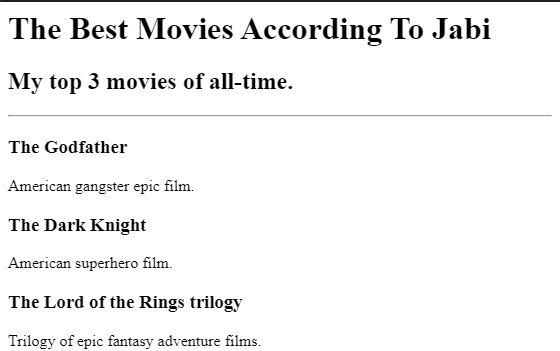 The Best Movies According To Jabi
My top 3 movies of all-time.
The Godfather
American gangster epic film.
The Dark Knight
American superhero film.
The Lord of the Rings trilogy
Trilogy of epic fantasy adventure films.